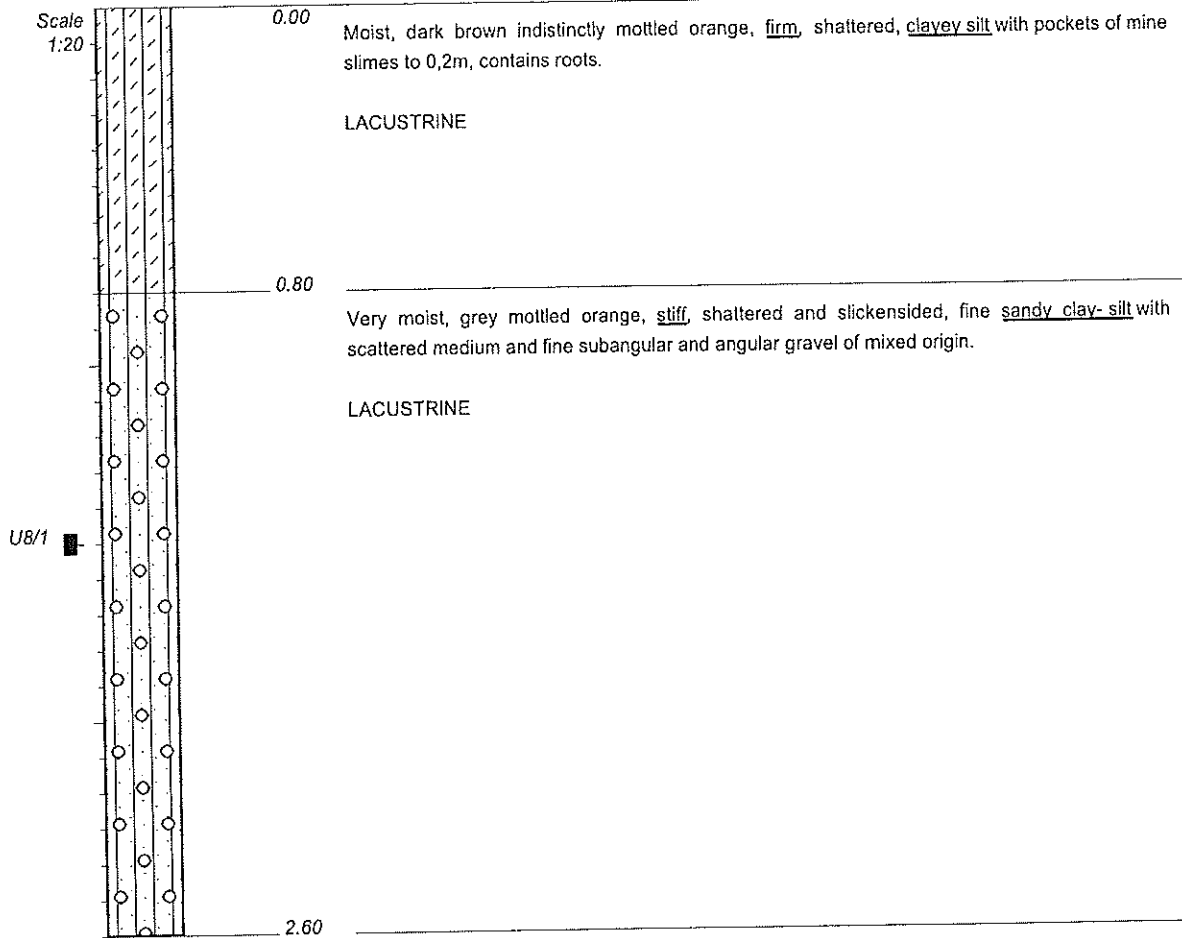 Scale
1:20
0.00
Moist, dark brown indistinctly mottled orange, firm, shattered, clayey silt with pockets of mine
slimes to 0,2m, contains roots.
LACUSTRINE
0.80
Very moist, grey mottled orange, stiff, shattered and slickensided, fine sandy clay- silt with
scattered medium and fine subangular and angular gravel of mixed origin.
LACUSTRINE
U8/1
2.60